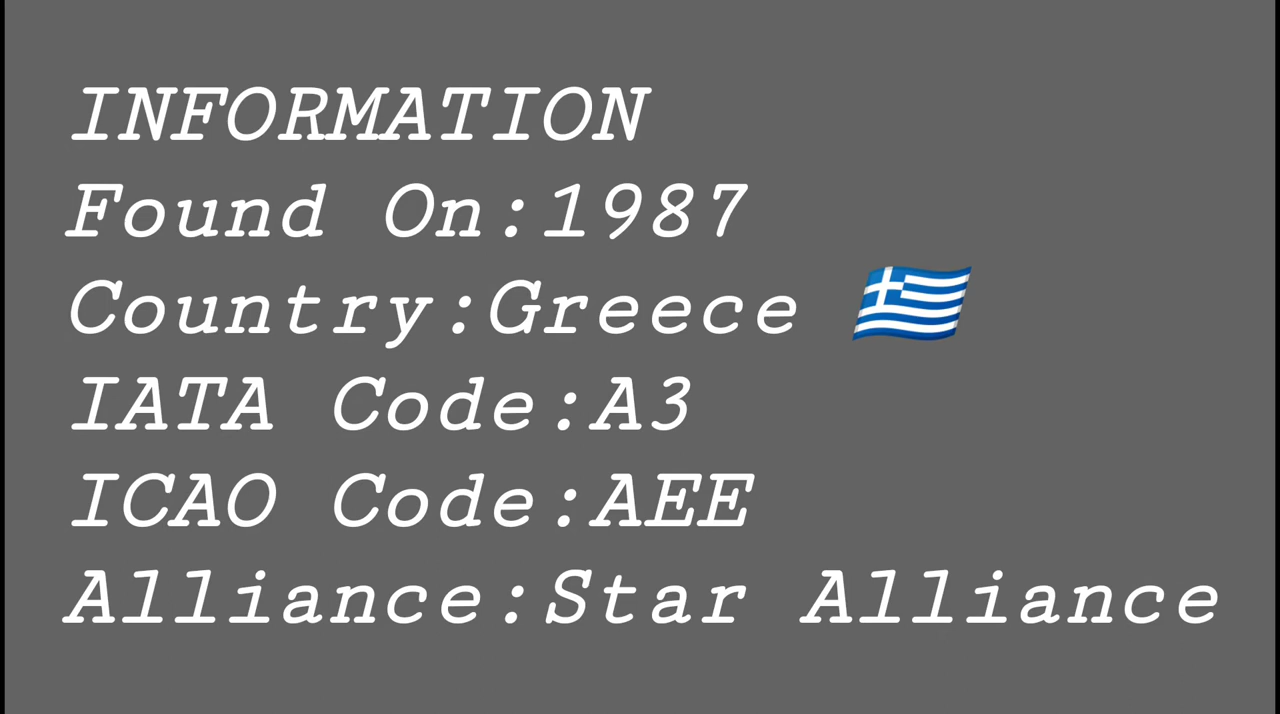 INFORMATION
Found On:1987
Country:Greece 🇬🇷
IATA Code:A3
ICAO Code:AEE
Alliance:Star Alliance